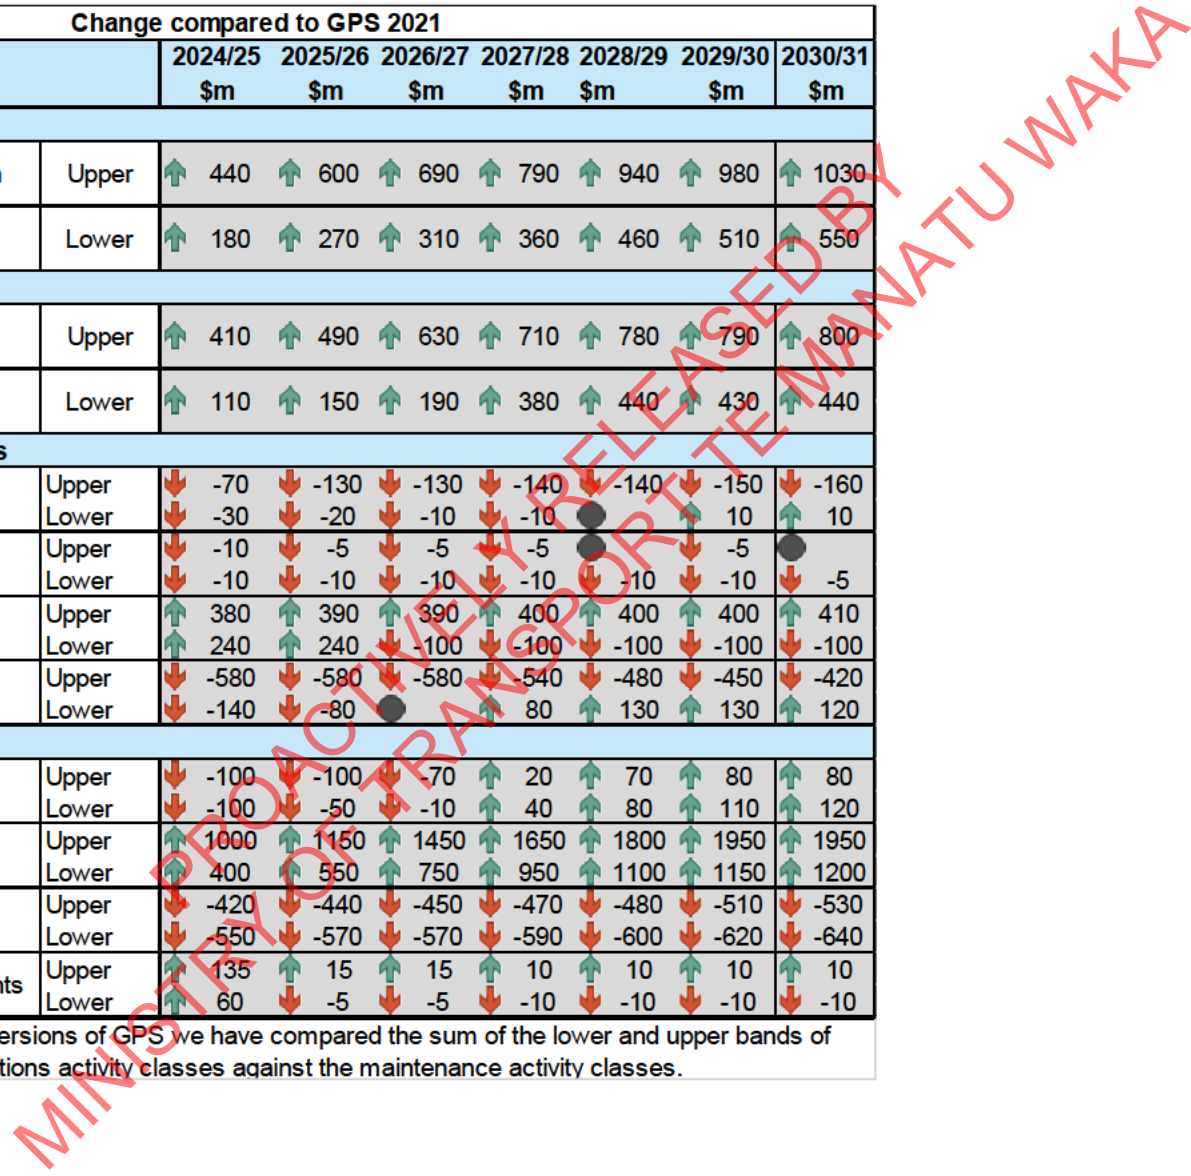 Change compared to GPS 2021
2024/25 2025/26 2026/27 2027/28 2028/29 2029/30 2030/31
$m $m $m $m $m $m $m
Upper 440 600 690 790 940 980 1030
Lower 180 270 310 360 460 510 550
Upper 410 490 630 710 780 790 800
Lower 110 150 190 380 440 430 440
s
Upper -70 -130 -130 -140 -140 -150 -160
Lower -30 -20 -10 -10 10 10
Upper -10 -5 -5 -5 -5
Lower -10 -10 -10 -10 -10 -10 -5
Upper 380 390 390 400 400 400 410
Lower 240 240 -100 -100 -100 -100 -100
Upper -580 -580 -580 -540 -480 -450 -420
Lower -140 -80 80 130 130 120
Upper -100 -100 -70 20 70 80 80
Lower -100 -50 -10 40 80 110 120
Upper 1000 1150 1450 1650 1800 1950 1950
Lower 400 550 750 950 1100 1150 1200
Upper -420 -440 -450 -470 -480 -510 -530
Lower -550 -570 -570 -590 -600 -620 -640
Upper 135 15 15 10 10 10 10
nts
Lower 60 -5 -5 -10 -10 -10 -10
ersions of GPS we have compared the sum of the lower and upper bands of
tions activity classes against the maintenance activity classes.
PROACTIVELY RELEASED BY
MINISTRY OF TRANSPORT TE MANATU WAKA